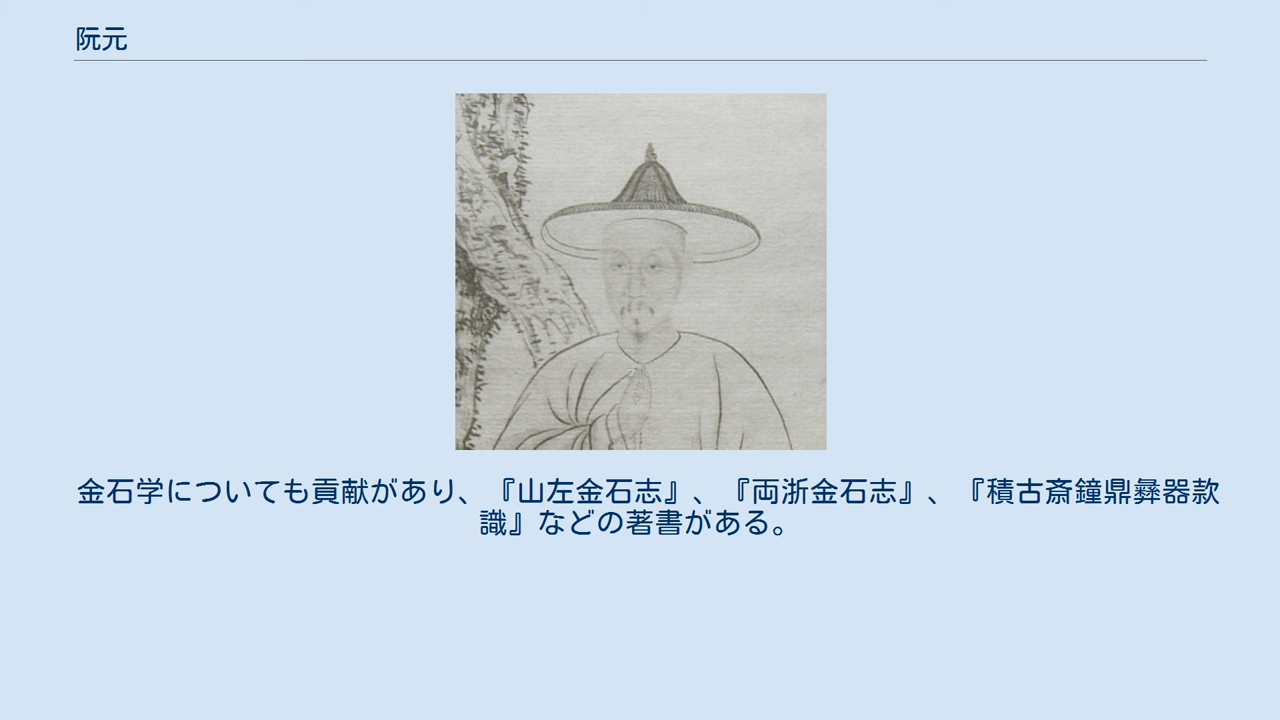 阮元
金石学についても貢献があり、『山左金石志』、『両浙金石志』、『積古斎鐘鼎彝器款
識』などの著書がある。